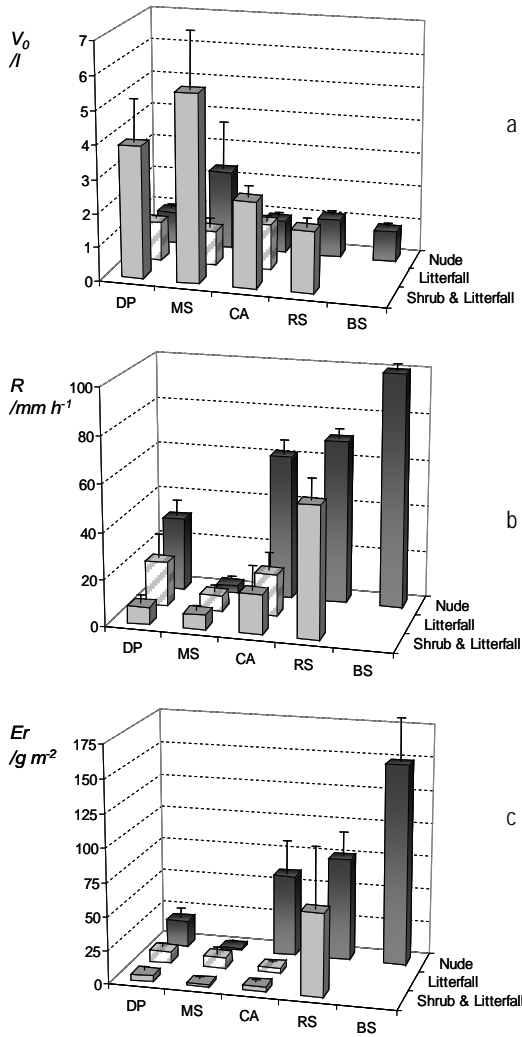 V0
/l
7
6
5
4
3
2
1
0
DP
MS
CA
RS
BS
Nude
Litterfall
Shrub & Litterfall
a
R
/mm h-1
100
80
60
40
20
0
DP
MS
CA
RS
BS
Nude
Litterfall
Shrub & Litterfall
b
Er
/g m-2
175
150
125
100
75
50
25
0
DP
MS
CA
RS
BS
Nude
Litterfall
Shrub & Litterfall
c